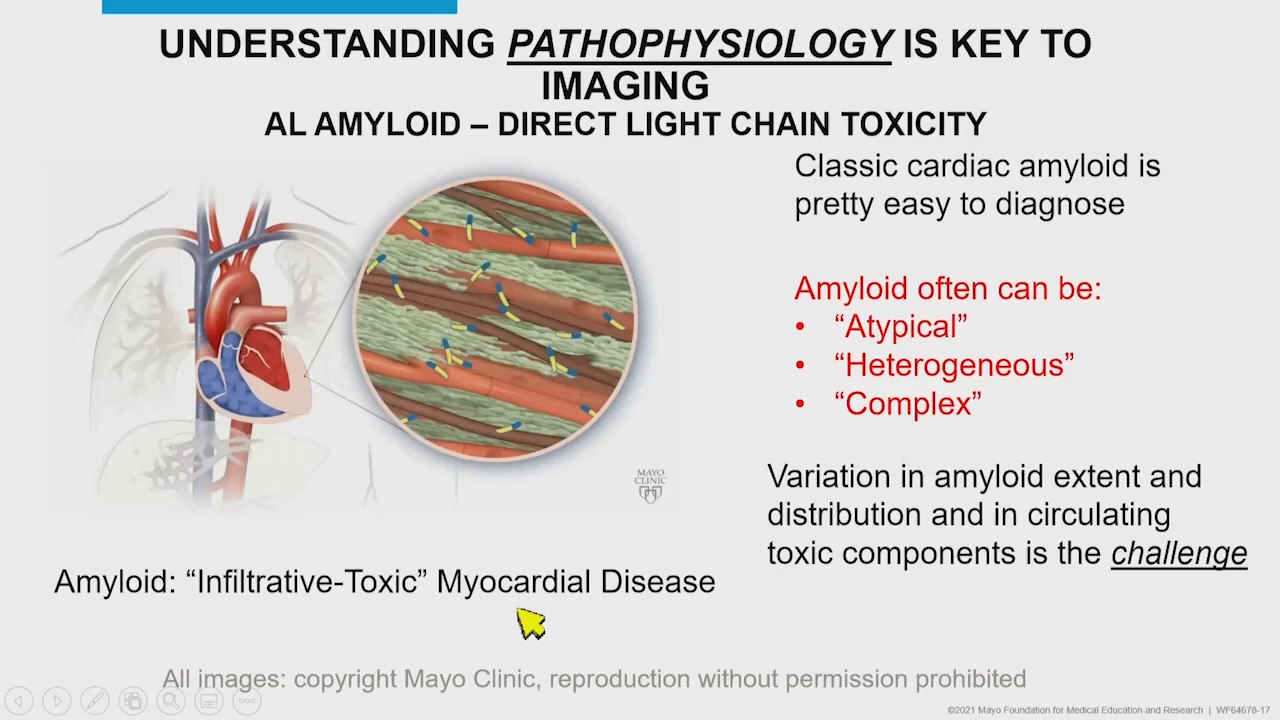 UNDERSTANDING PATHOPHYSIOLOGY IS KEY TO
IMAGING
AL AMYLOID – DIRECT LIGHT CHAIN TOXICITY
Classic cardiac amyloid is
pretty easy to diagnose
Amyloid often can be:
• “Atypical”
• “Heterogeneous”
• “Complex”
Variation in amyloid extent and
distribution and in circulating
toxic components is the challenge
MAYO
CLINIC
Amyloid: “Infiltrative-Toxic” Myocardial Disease
All images: copyright Mayo Clinic, reproduction without permission prohibited
©2021 Mayo Foundation for Medical Education and Research | WF64678-17